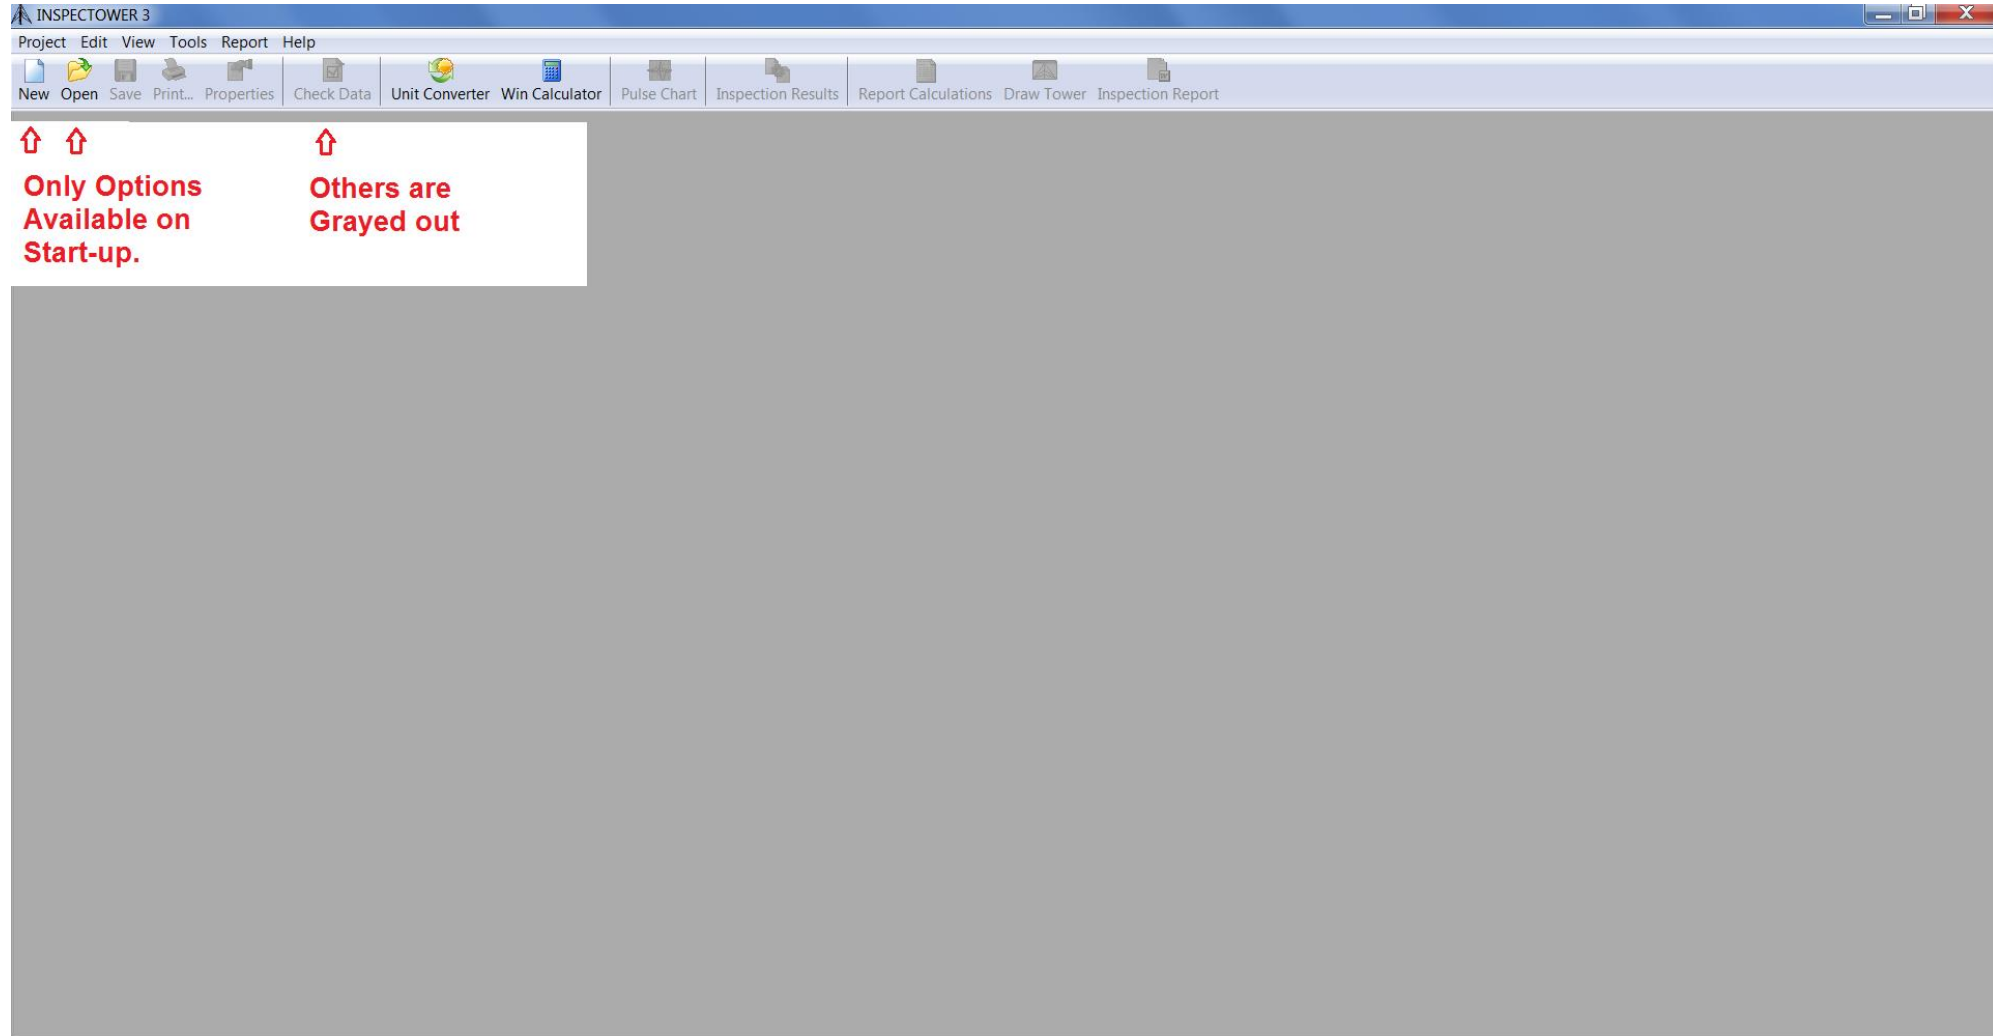 INSPECTOWER 3
Project Edit View Tools Report Help
New Open Save Print... Properties Check Data Unit Converter Win Calculator Pulse Chart Inspection Results Report Calculations Draw Tower Inspection Report
Only Options
Available on
Start-up.
Others are
Grayed out